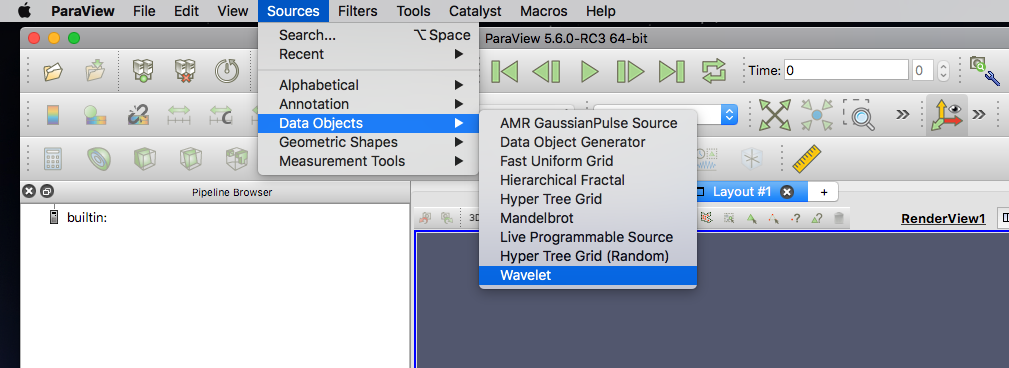 ParaView File Edit View Sources Filters Tools Catalyst Macros Help
ParaView 5.6.0-RC3 64-bit
Search... ⌥Space
Recent
Alphabetical
Annotation
Data Objects
Geometric Shapes
Measurement Tools
AMR GaussianPulse Source
Data Object Generator
Fast Uniform Grid
Hierarchical Fractal
Hyper Tree Grid
Mandelbrot
Live Programmable Source
Hyper Tree Grid (Random)
Wavelet
Time: 0 0
Pipeline Browser
builtin:
Layout #1 +
3D
RenderView1